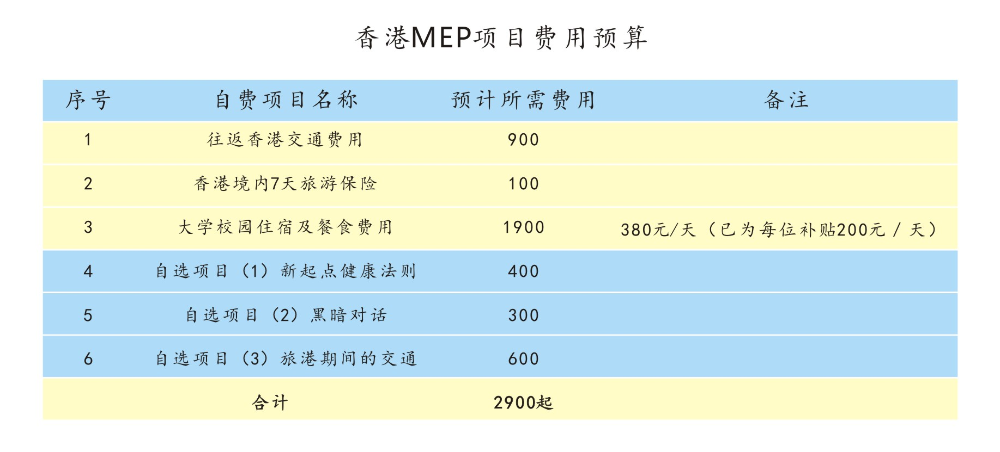 香港MEP项目费用预算
序号 自费项目名称 预计所需费用 备注
1 往返香港交通费用 900
2 香港境内7天旅游保险 100
3 大学校园住宿及餐食费用 1900 380元/天（已为每位补贴200元/天）
4 自选项目（1）新起点健康法则 400
5 自选项目（2）黑暗对话 300
6 自选项目（3）旅港期间的交通 600
合计 2900起